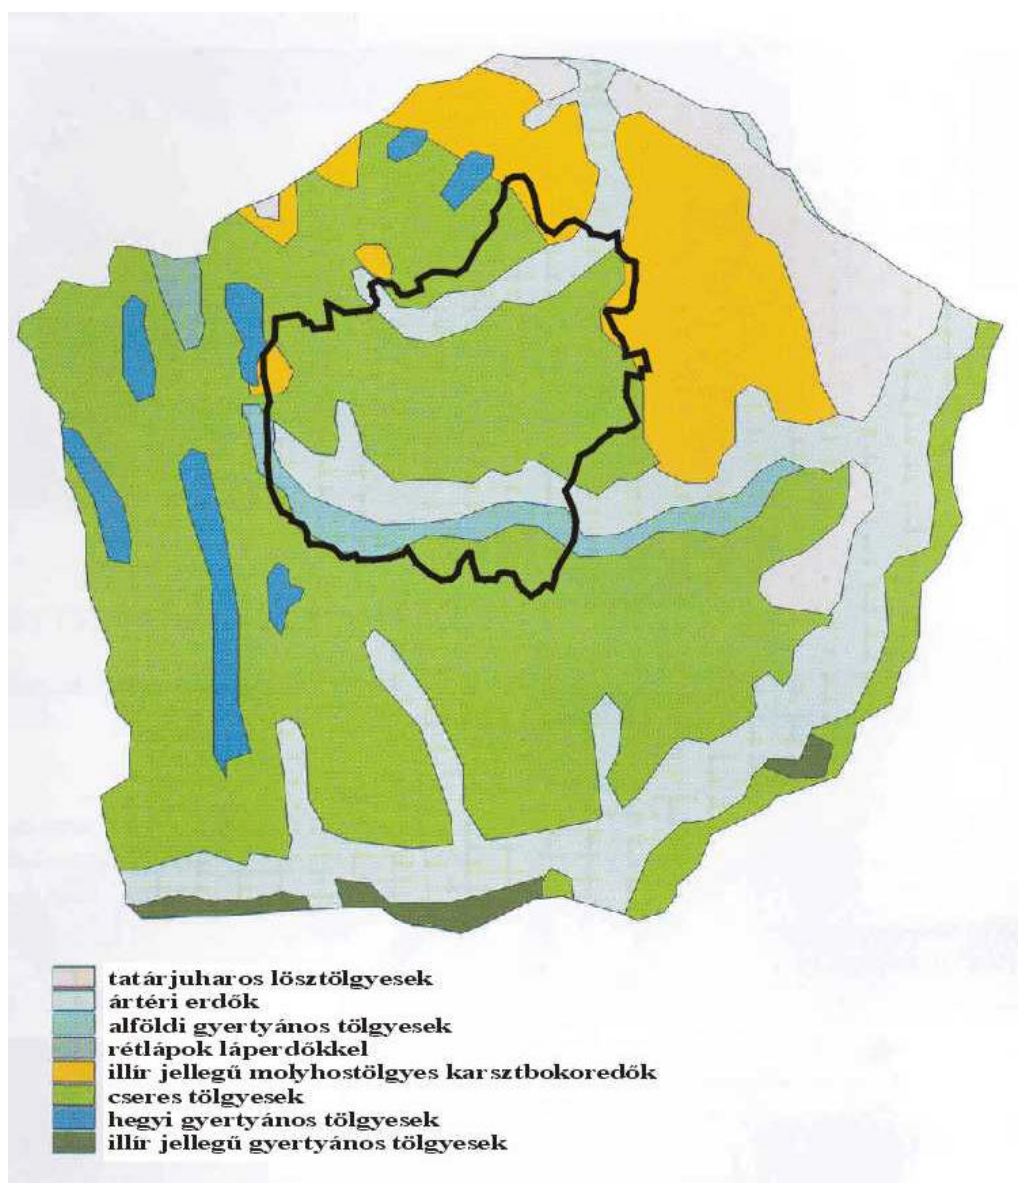 tatárjuharos lösztölgyesek
ártéri erdők
alföldi gyertyános tölgyesek
rétlápok láperdőkkel
illír jellegű molyhostölgyes karsztbokoredők
cseres tölgyesek
hegyi gyertyános tölgyesek
illír jellegű gyertyános tölgyesek